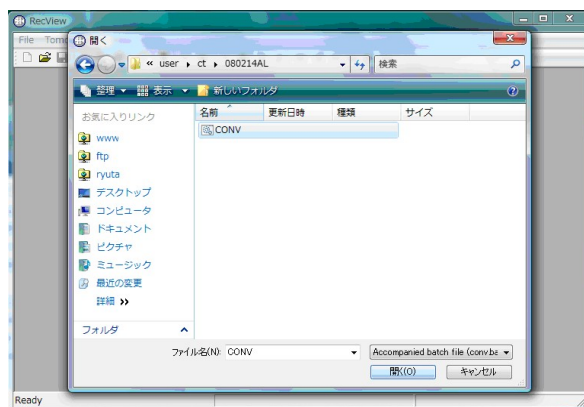 RecView
File Tomo
開く
« user ▸ ct ▸ 080214AL
検索
整理 表示 新しいフォルダ
お気に入りリンク
名前 更新日時 種類 サイズ
CONV
www
ftp
ryuta
デスクトップ
コンピュータ
ドキュメント
ピクチャ
ミュージック
最近の変更
詳細 »
フォルダ
ファイル名(N): CONV
Accompanied batch file (conv.ba
開く(O) キャンセル
Ready